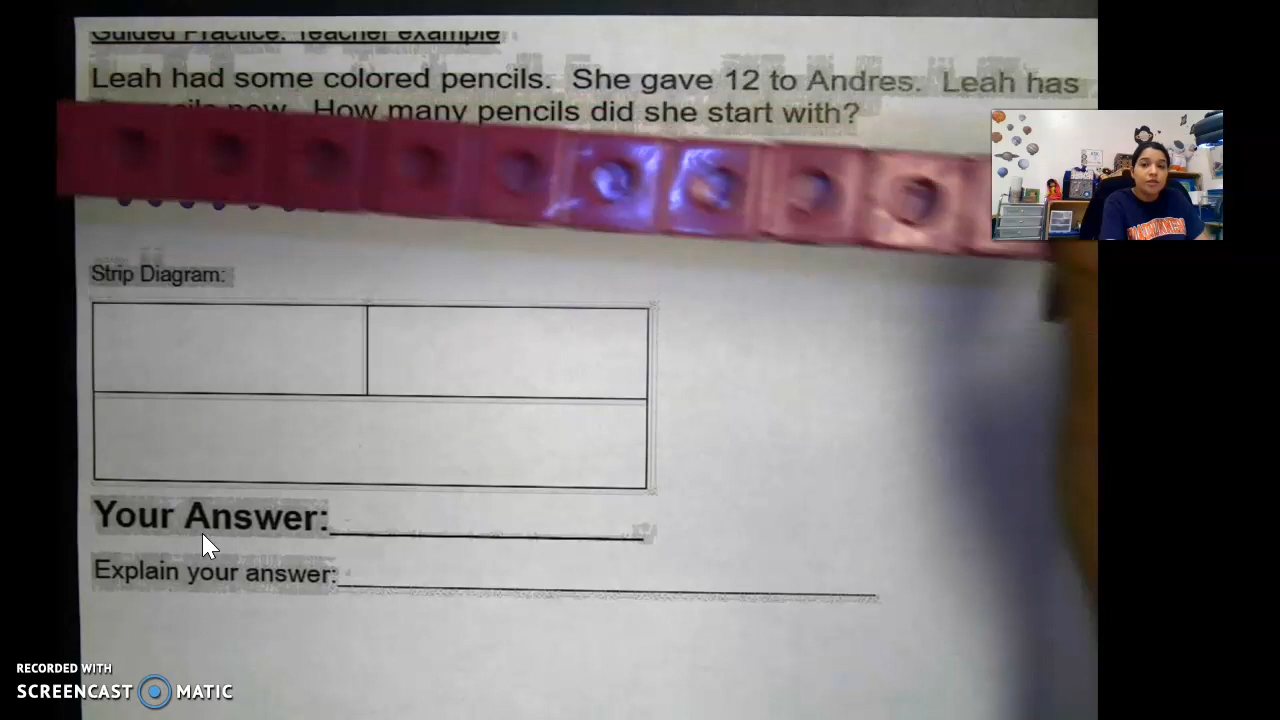 Guided Practice: Teacher example
Leah had some colored pencils. She gave 12 to Andres. Leah has
now. How many pencils did she start with?
Strip Diagram:
Your Answer:
Explain your answer:
RECORDED WITH
SCREENCAST MATIC